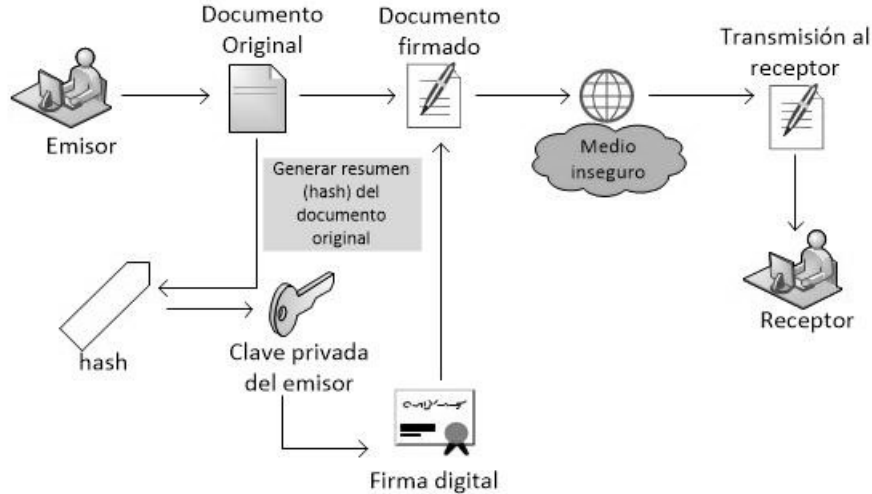 Documento
Original
Documento
firmado
Transmisión al
receptor
Emisor
Medio
inseguro
Generar resumen
(hash) del
documento
original
Receptor
hash
Clave privada
del emisor
Firma digital